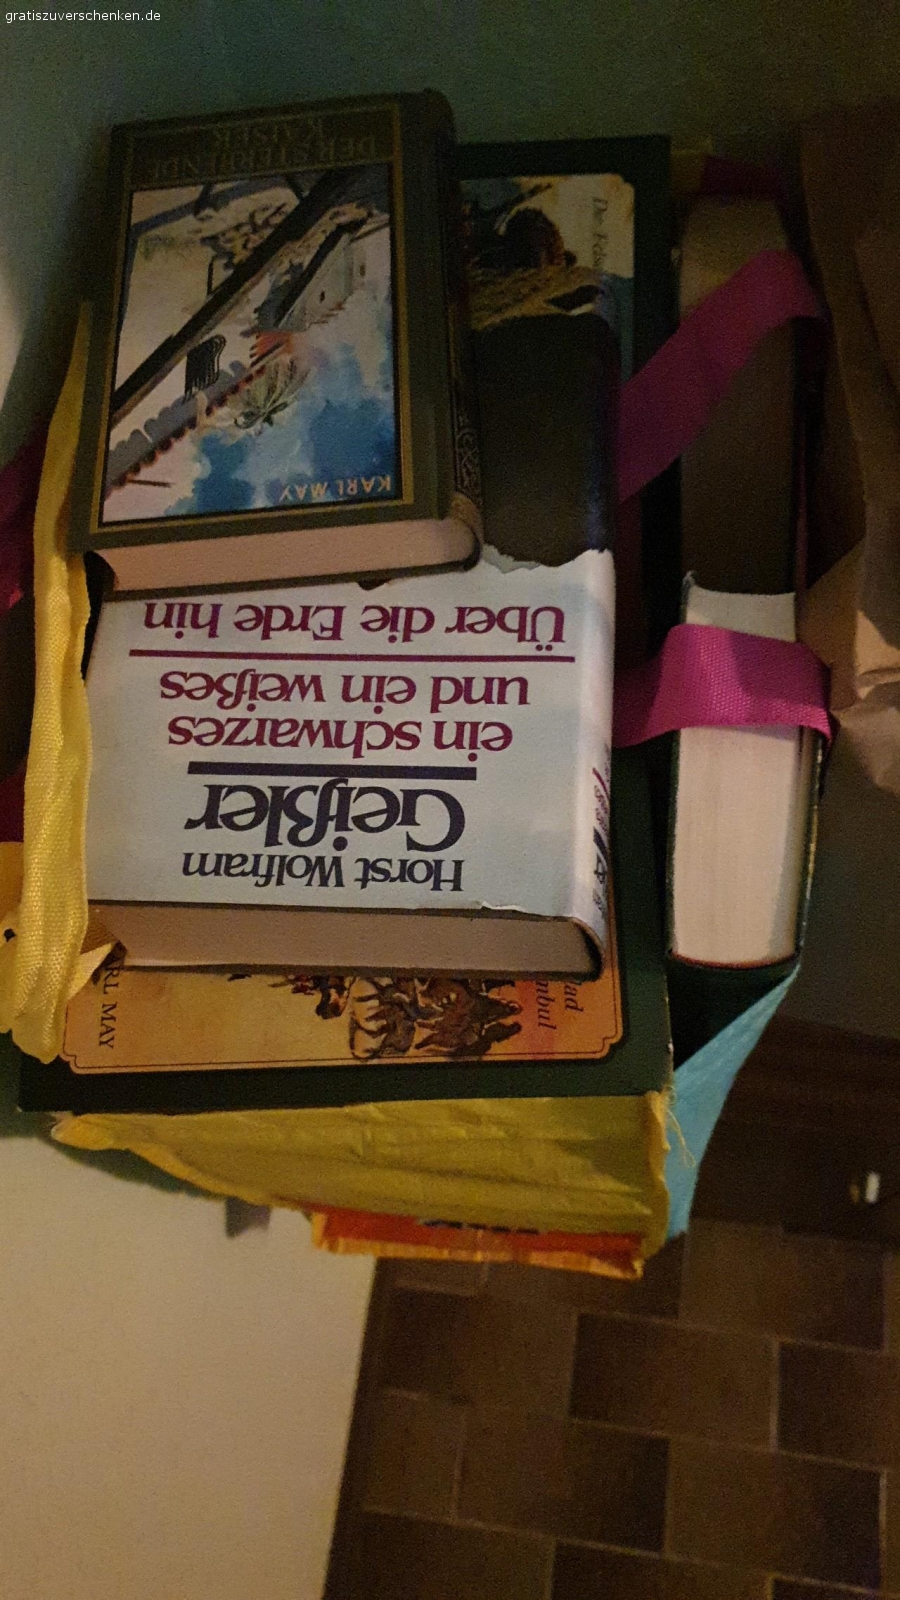 gratiszuverschenken.de
KARL MAY
DER STERBENDE
KAISER
Horst Wolfram
Geißler
ein schwarzes
und ein weißes
Über die Erde hin
KARL MAY
Die